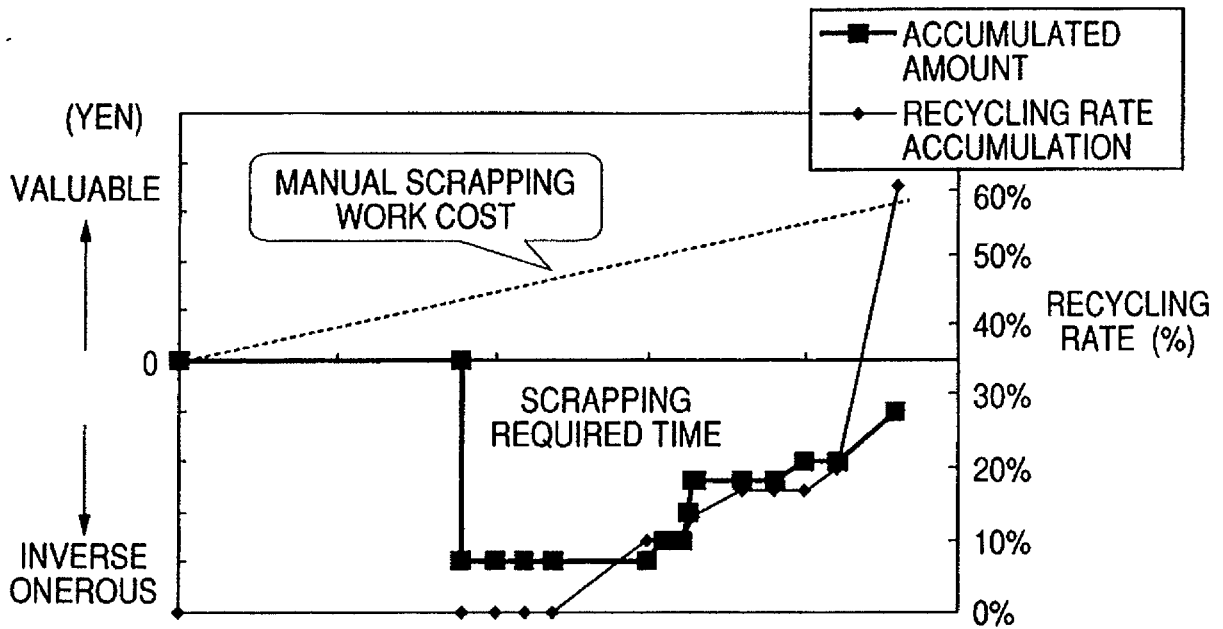 ACCUMULATED
AMOUNT
RECYCLING RATE
ACCUMULATION
(YEN)
VALUABLE
MANUAL SCRAPPING
WORK COST
60%
50%
40%
RECYCLING
RATE (%)
0
30%
SCRAPPING
REQUIRED TIME
20%
10%
INVERSE
ONEROUS
0%